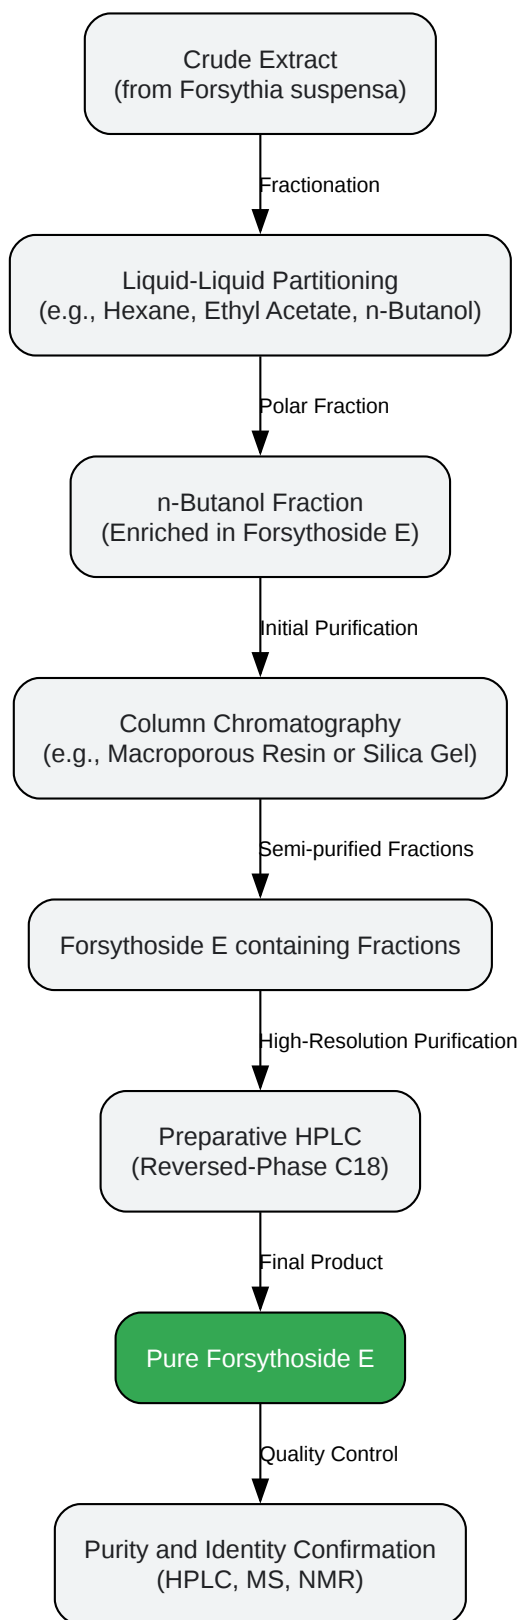 Crude Extract
(from Forsythia suspensa)
Fractionation
Liquid-Liquid Partitioning
(e.g., Hexane, Ethyl Acetate, n-Butanol)
Polar Fraction
n-Butanol Fraction
(Enriched in Forsythoside E)
Initial Purification
Column Chromatography
(e.g., Macroporous Resin or Silica Gel)
Semi-purified Fractions
Forsythoside E containing Fractions
High-Resolution Purification
Preparative HPLC
(Reversed-Phase C18)
Final Product
Pure Forsythoside E
Quality Control
Purity and Identity Confirmation
(HPLC, MS, NMR)